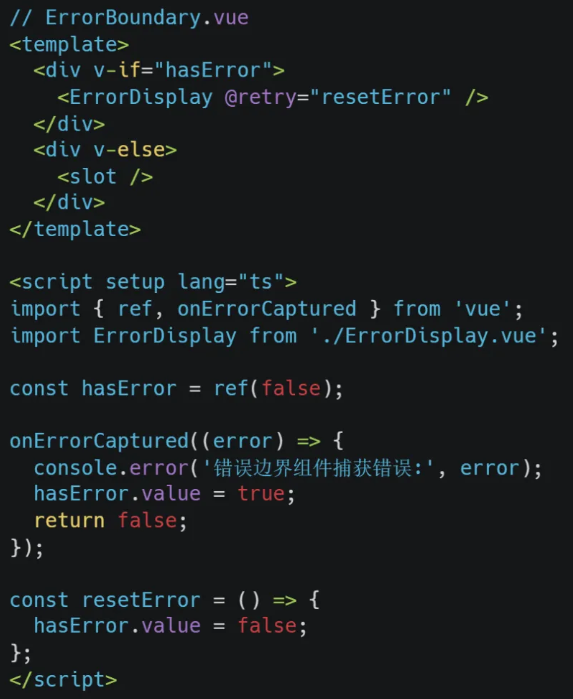 // ErrorBoundary.vue
<template>
  <div v-if="hasError">
    <ErrorDisplay @retry="resetError" />
  </div>
  <div v-else>
    <slot />
  </div>
</template>

<script setup lang="ts">
import { ref, onErrorCaptured } from 'vue';
import ErrorDisplay from './ErrorDisplay.vue';

const hasError = ref(false);

onErrorCaptured((error) => {
  console.error('错误边界组件捕获错误:', error);
  hasError.value = true;
  return false;
});

const resetError = () => {
  hasError.value = false;
};
</script>